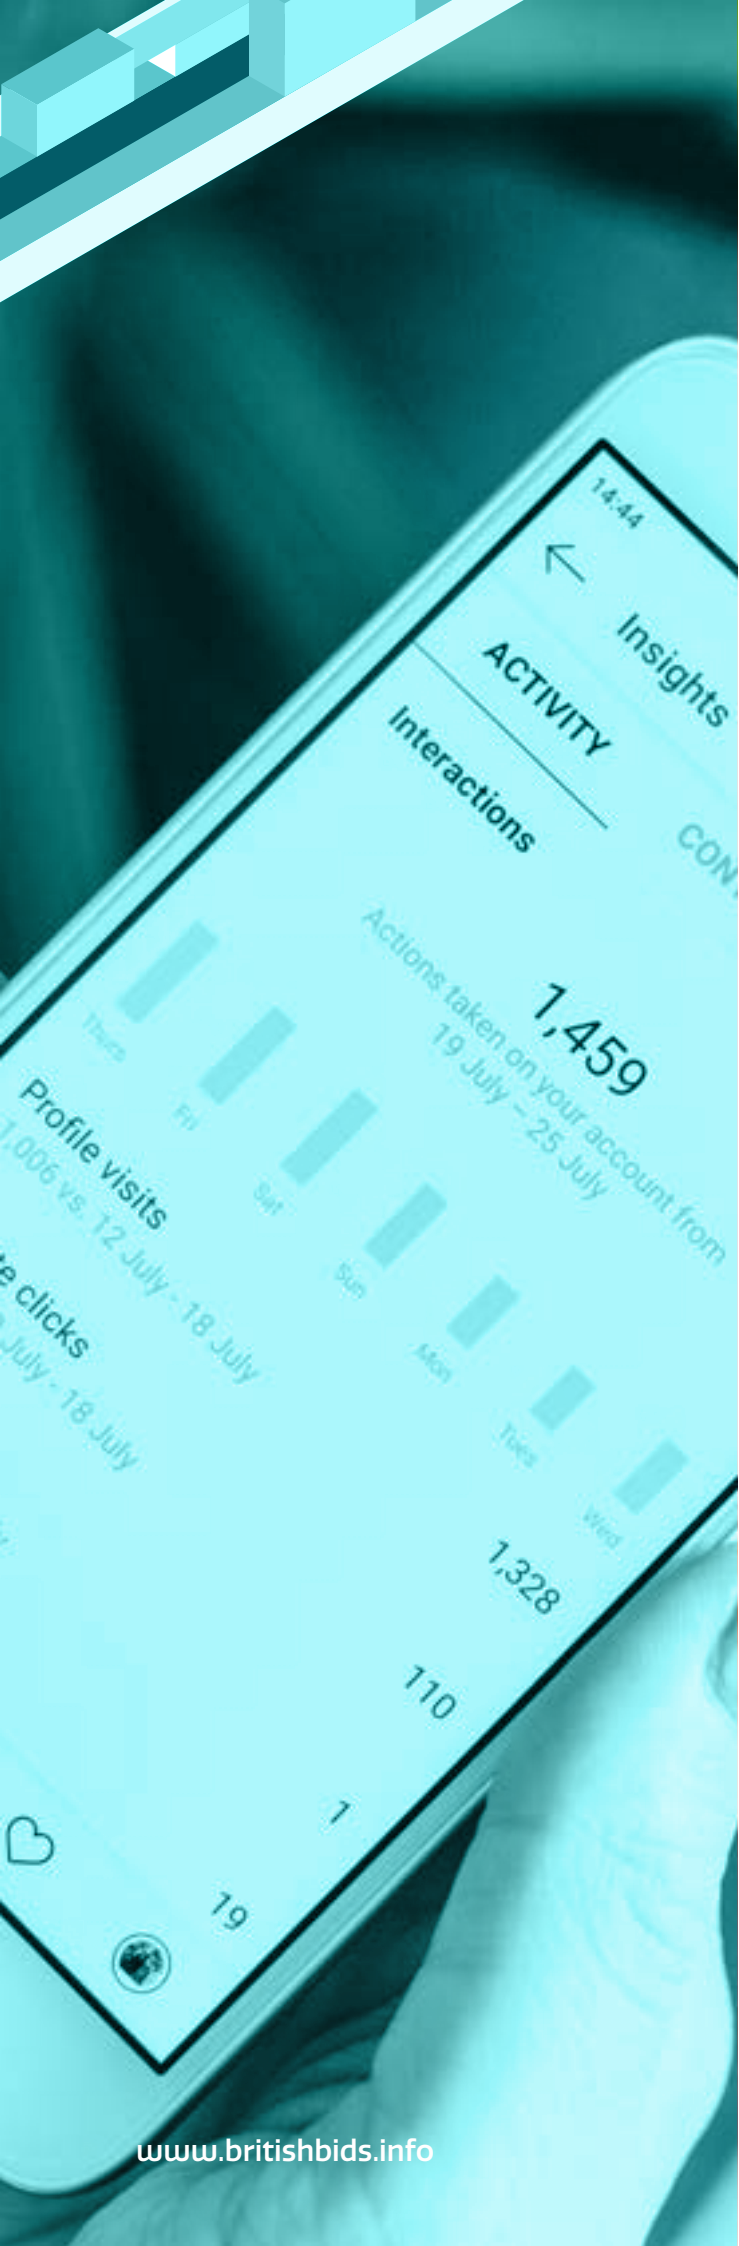 14:44
Insights
ACTIVITY
Interactions
1,459
Actions taken on your account from
19 July – 25 July
Thurs
Fri
Sat
Sun
Mon
Tues
Wed
Profile visits
1,328
1,006 vs. 12 July - 18 July
clicks
110
July - 18 July
1
19
www.britishbids.info